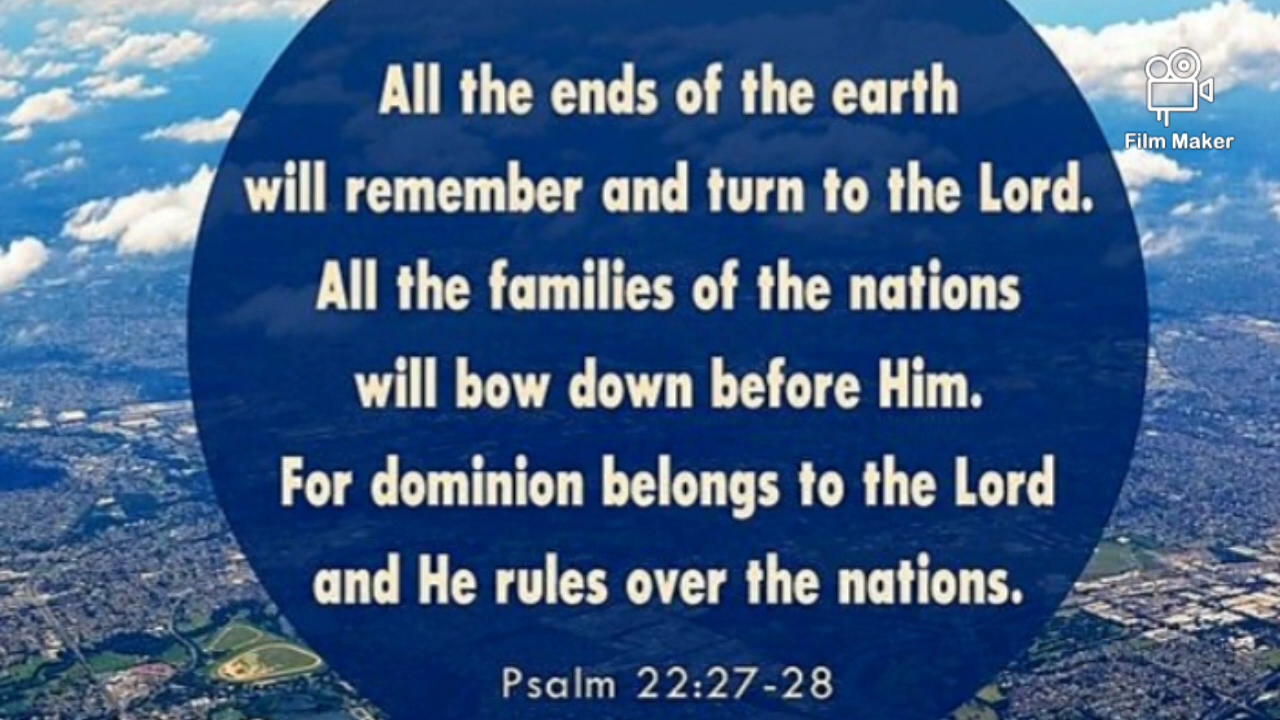 All the ends of the earth
will remember and turn to the Lord.
All the families of the nations
will bow down before Him.
For dominion belongs to the Lord
and He rules over the nations.
Psalm 22:27-28
Film Maker